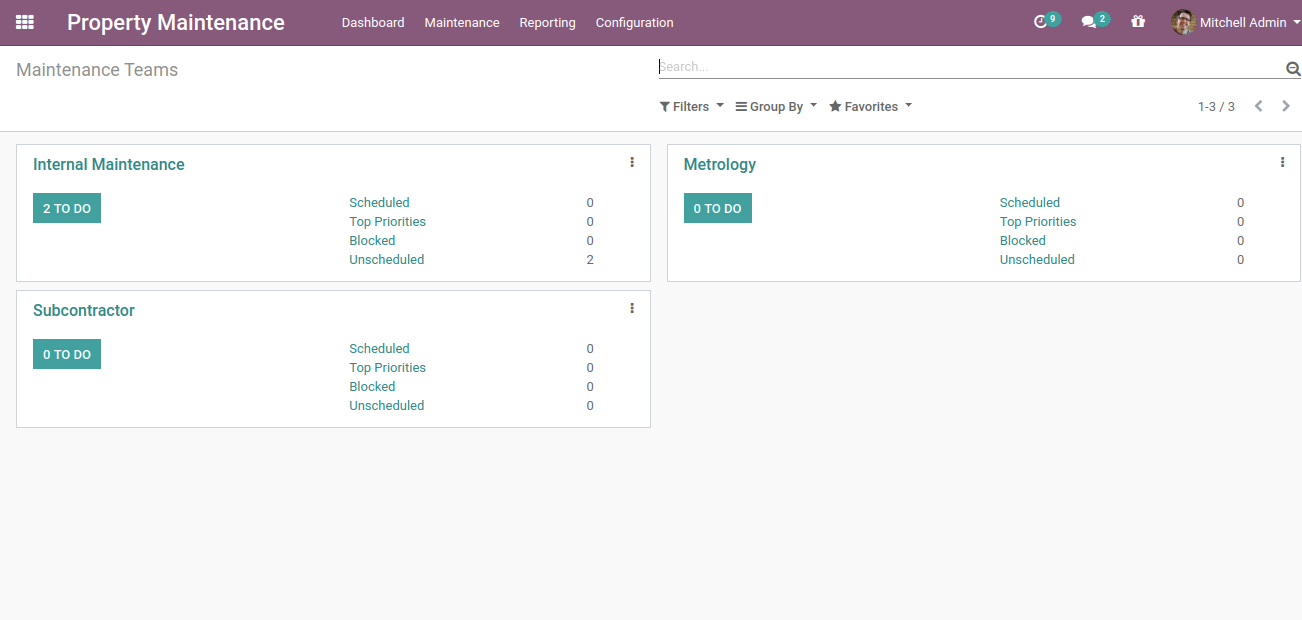 Property Maintenance Dashboard Maintenance Reporting Configuration 9 2 Mitchell Admin
Maintenance Teams
Search...
Filters Group By Favorites 1-3 / 3
Internal Maintenance
2 TO DO
Scheduled 0
Top Priorities 0
Blocked 0
Unscheduled 2
Metrology
0 TO DO
Scheduled 0
Top Priorities 0
Blocked 0
Unscheduled 0
Subcontractor
0 TO DO
Scheduled 0
Top Priorities 0
Blocked 0
Unscheduled 0